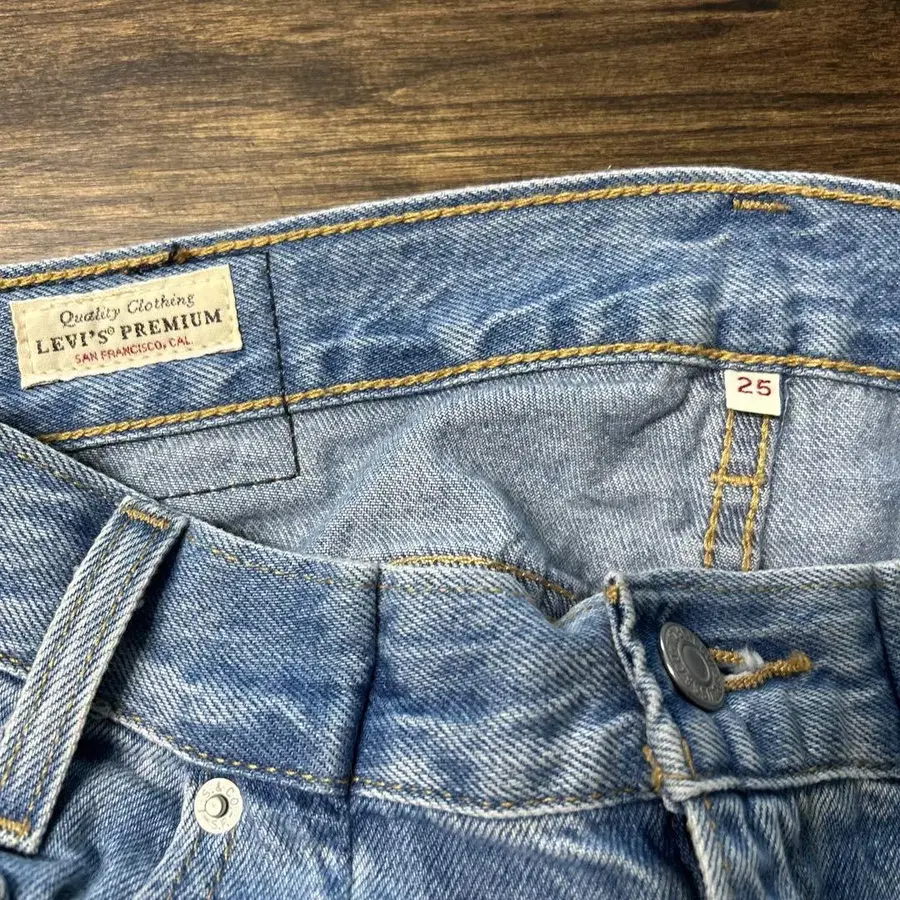 Quality Clothing
LEVI'S® PREMIUM
SAN FRANCISCO, CAL.
25